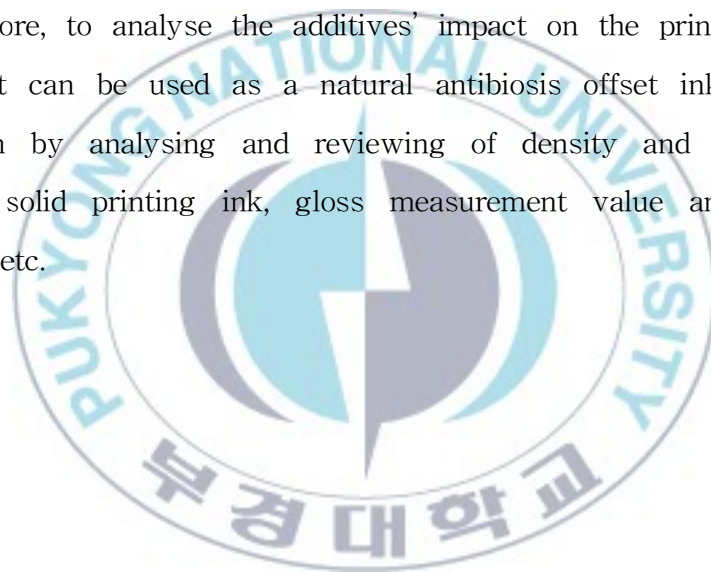 ore, to analyse the additives' impact on the prin
t can be used as a natural antibiosis offset ink
n by analysing and reviewing of density and
solid printing ink, gloss measurement value a
etc.
PUKYONG NATIONAL UNIVERSITY
부경대학교